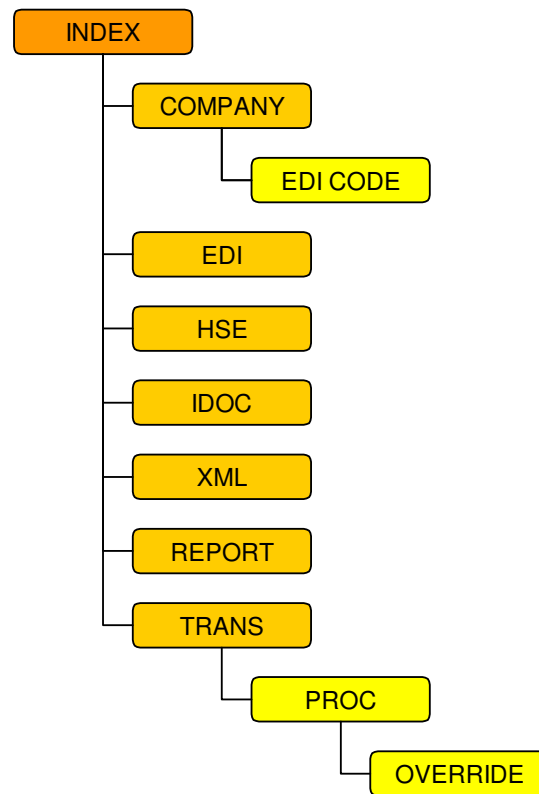 INDEX
COMPANY
EDI CODE
EDI
HSE
IDOC
XML
REPORT
TRANS
PROC
OVERRIDE